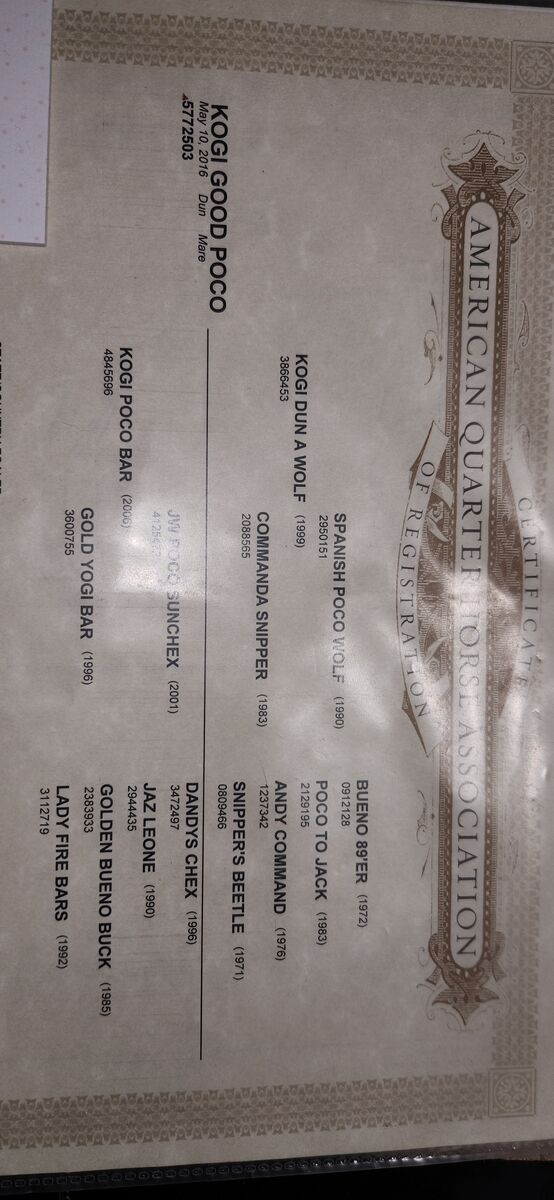 CERTIFICATE
AMERICAN QUARTER HORSE ASSOCIATION
OF REGISTRATION
BUENO 89'ER (1972)
0912128
SPANISH POCO WOLF (1990)
2950151
POCO TO JACK (1983)
2129195
KOGI DUN A WOLF (1999)
3866453
ANDY COMMAND (1976)
1237342
COMMANDA SNIPPER (1983)
2088565
SNIPPER'S BEETLE (1971)
0809466
KOGI GOOD POCO
May 10, 2016 Dun Mare
5772503
DANDYS CHEX (1996)
3472497
JW POCO SUNCHEX (2001)
JAZ LEONE (1990)
2944435
KOGI POCO BAR (2006)
4845696
GOLDEN BUENO BUCK (1985)
2383933
GOLD YOGI BAR (1996)
3600755
LADY FIRE BARS (1992)
3112719